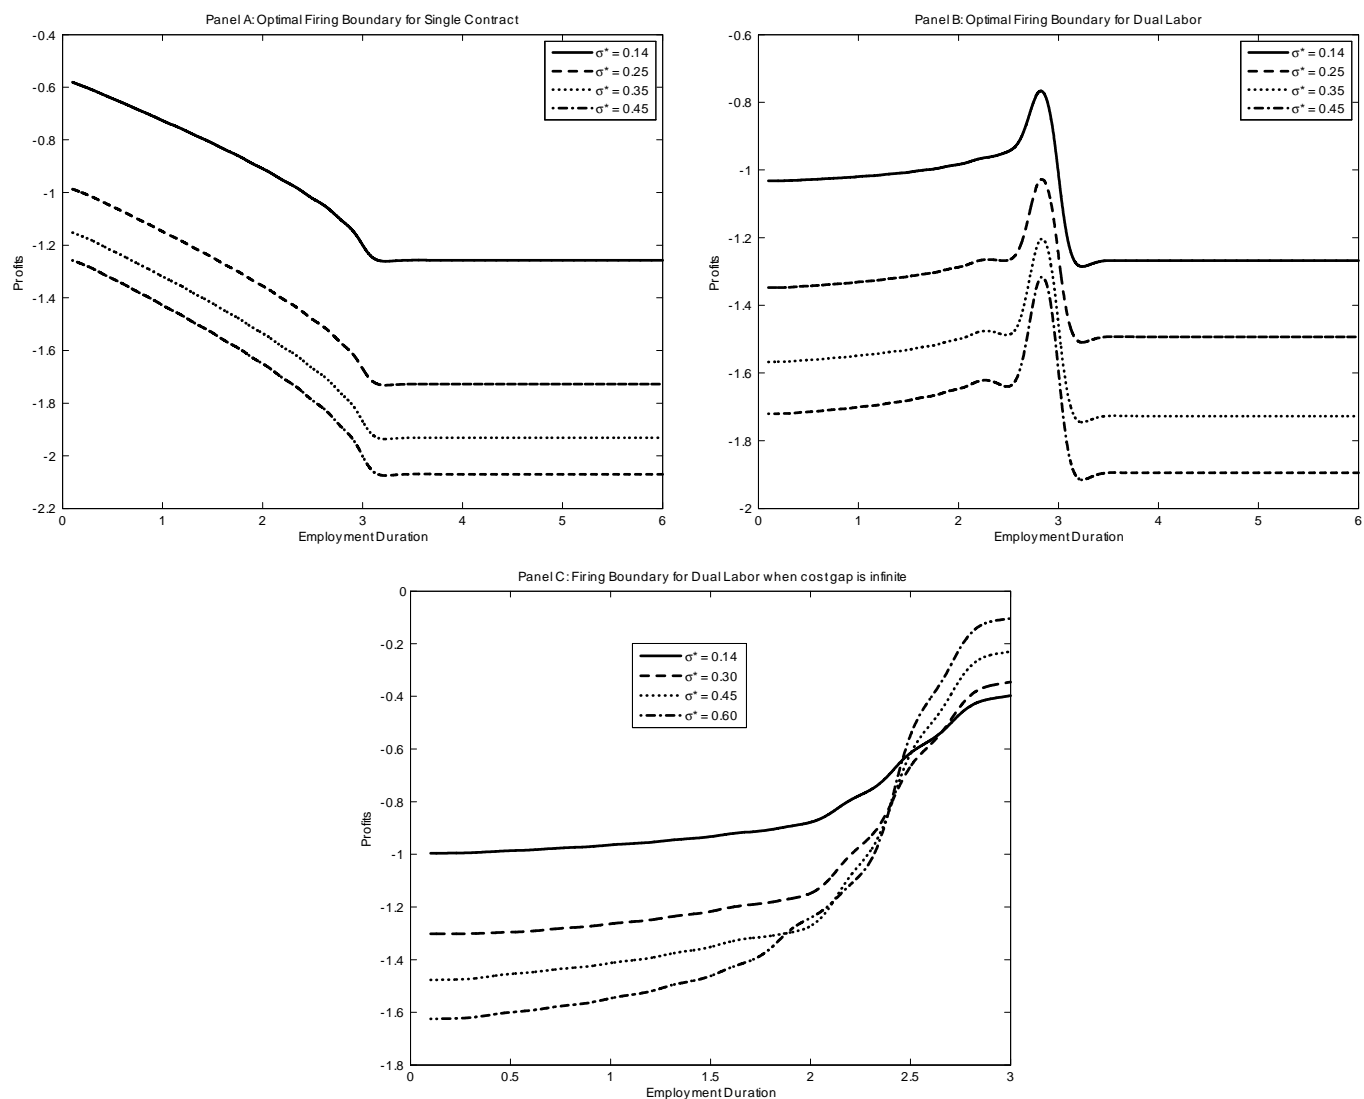 Panel A: Optimal Firing Boundary for Single Contract
-0.4
-0.6
-0.8
-1
-1.2
-1.4
-1.6
-1.8
-2
-2.2
Profits
0 1 2 3 4 5 6
Employment Duration
σ* = 0.14
σ* = 0.25
σ* = 0.35
σ* = 0.45
Panel B: Optimal Firing Boundary for Dual Labor
-0.6
-0.8
-1
-1.2
-1.4
-1.6
-1.8
-2
Profits
0 1 2 3 4 5 6
Employment Duration
σ* = 0.14
σ* = 0.25
σ* = 0.35
σ* = 0.45
Panel C: Firing Boundary for Dual Labor when cost gap is infinite
0
-0.2
-0.4
-0.6
-0.8
-1
-1.2
-1.4
-1.6
-1.8
Profits
0 0.5 1 1.5 2 2.5 3
Employment Duration
σ* = 0.14
σ* = 0.30
σ* = 0.45
σ* = 0.60